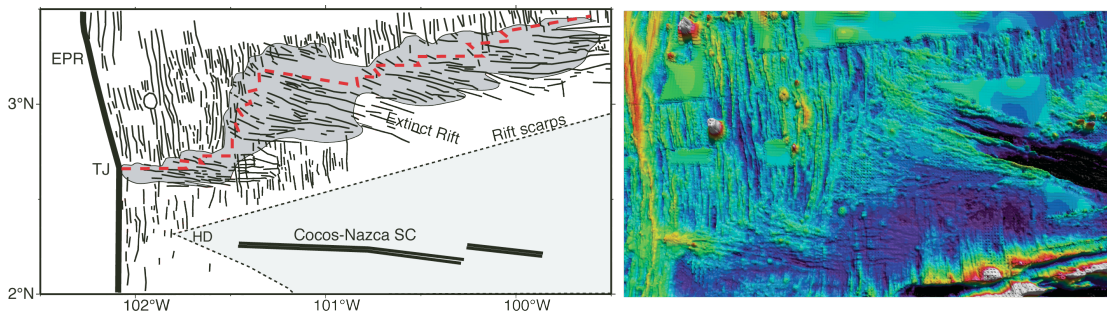 EPR
3°N
Extinct Rift
Rift scarps
TJ
HD
Cocos-Nazca SC
2°N
102°W
101°W
100°W